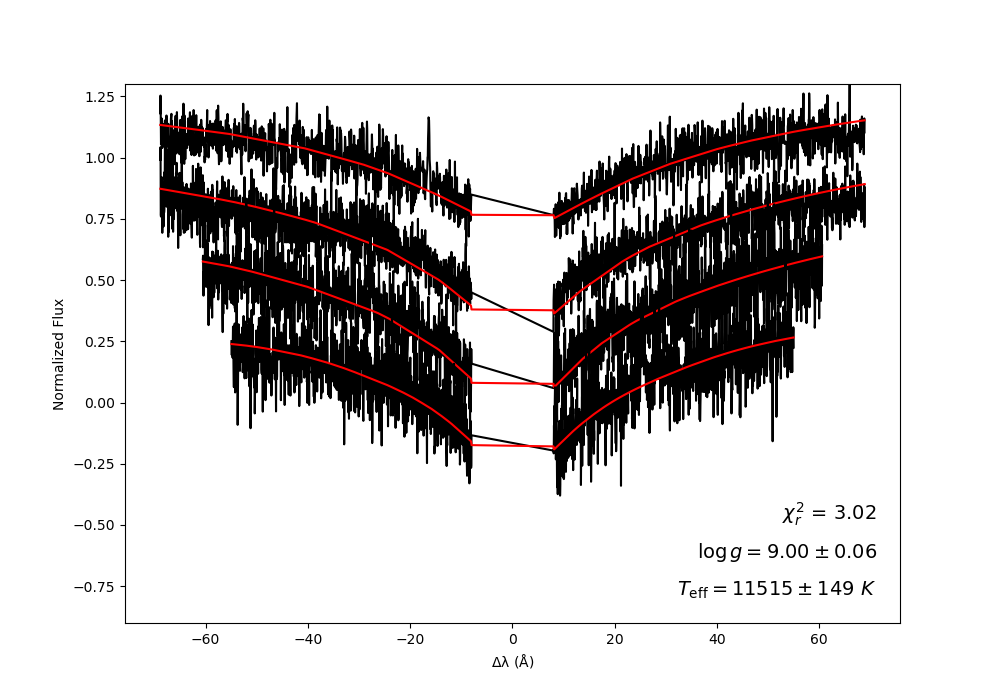 1.25
1.00
0.75
0.50
0.25
0.00
−0.25
−0.50
−0.75
Normalized Flux
χ²ᵣ = 3.02
log g = 9.00 ± 0.06
T_eff = 11515 ± 149 K
−60 −40 −20 0 20 40 60
Δλ (Å)